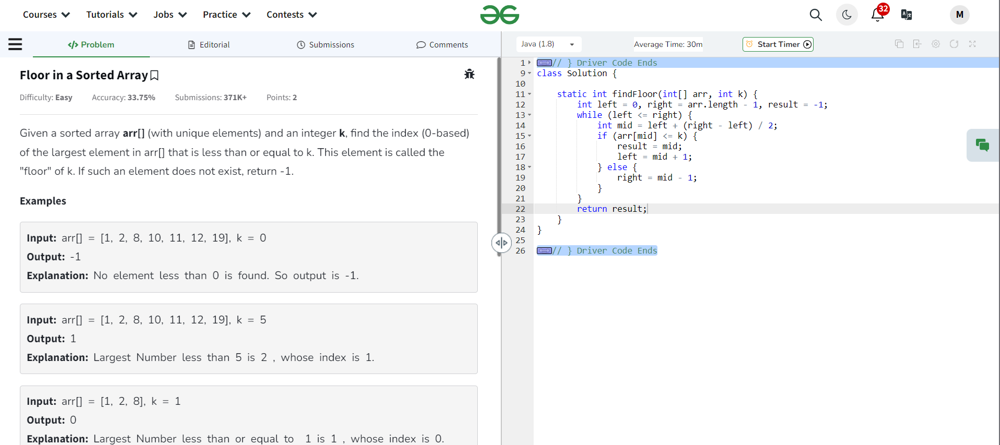 Courses Tutorials Jobs Practice Contests 32 M
Problem Editorial Submissions Comments
Floor in a Sorted Array
Difficulty: Easy Accuracy: 33.75% Submissions: 371K+ Points: 2
Given a sorted array arr[] (with unique elements) and an integer k, find the index (0-based)
of the largest element in arr[] that is less than or equal to k. This element is called the
"floor" of k. If such an element does not exist, return -1.
Examples
Input: arr[] = [1, 2, 8, 10, 11, 12, 19], k = 0
Output: -1
Explanation: No element less than 0 is found. So output is -1.
Input: arr[] = [1, 2, 8, 10, 11, 12, 19], k = 5
Output: 1
Explanation: Largest Number less than 5 is 2 , whose index is 1.
Input: arr[] = [1, 2, 8], k = 1
Output: 0
Explanation: Largest Number less than or equal to 1 is 1 , whose index is 0.
Java (1.8) Average Time: 30m Start Timer
1 // } Driver Code Ends
9 class Solution {
10
11 static int findFloor(int[] arr, int k) {
12 int left = 0, right = arr.length - 1, result = -1;
13 while (left <= right) {
14 int mid = left + (right - left) / 2;
15 if (arr[mid] <= k) {
16 result = mid;
17 left = mid + 1;
18 } else {
19 right = mid - 1;
20 }
21 }
22 return result;
23 }
24 }
25
26 // } Driver Code Ends